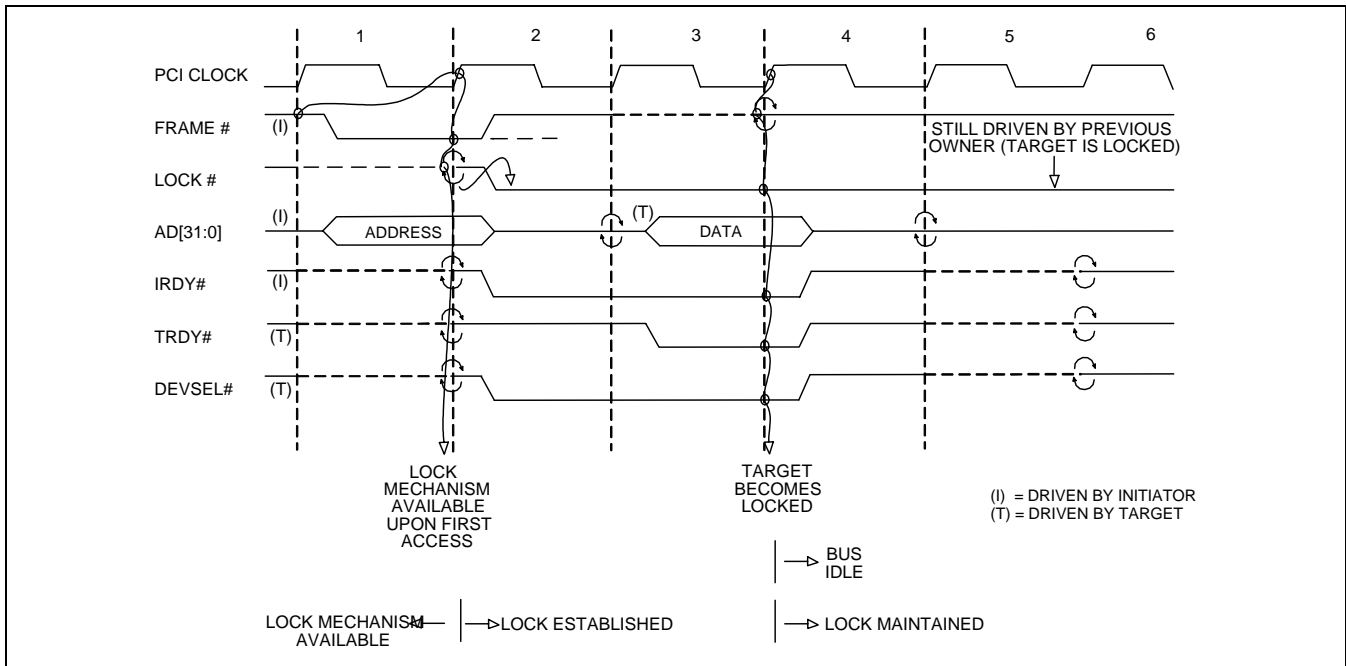 1 2 3 4 5 6
PCI CLOCK
FRAME # (I)
STILL DRIVEN BY PREVIOUS
OWNER (TARGET IS LOCKED)
LOCK #
AD[31:0] (I) ADDRESS (T) DATA
IRDY# (I)
TRDY# (T)
DEVSEL# (T)
LOCK
MECHANISM
AVAILABLE
UPON FIRST
ACCESS
TARGET
BECOMES
LOCKED
(I) = DRIVEN BY INITIATOR
(T) = DRIVEN BY TARGET
BUS
IDLE
LOCK MECHANISM
AVAILABLE
LOCK ESTABLISHED
LOCK MAINTAINED